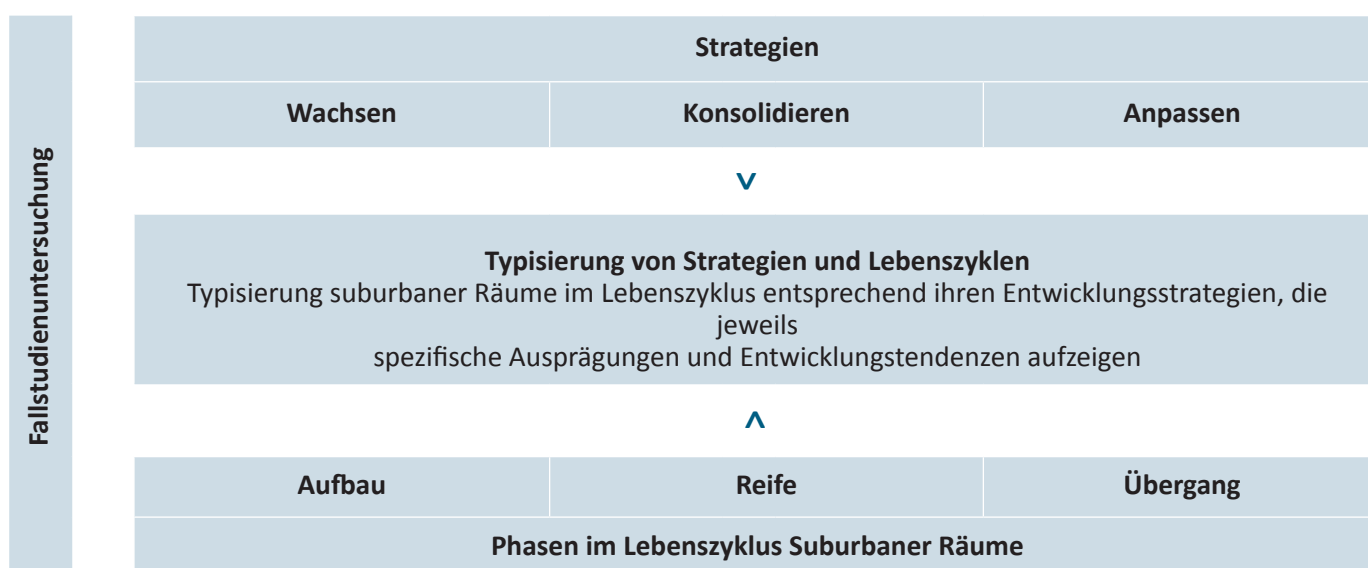 Fallstudienuntersuchung
Strategien
Wachsen
Konsolidieren
Anpassen
v
Typisierung von Strategien und Lebenszyklen
Typisierung suburbaner Räume im Lebenszyklus entsprechend ihren Entwicklungsstrategien, die
jeweils
spezifische Ausprägungen und Entwicklungstendenzen aufzeigen
^
Aufbau
Reife
Übergang
Phasen im Lebenszyklus Suburbaner Räume